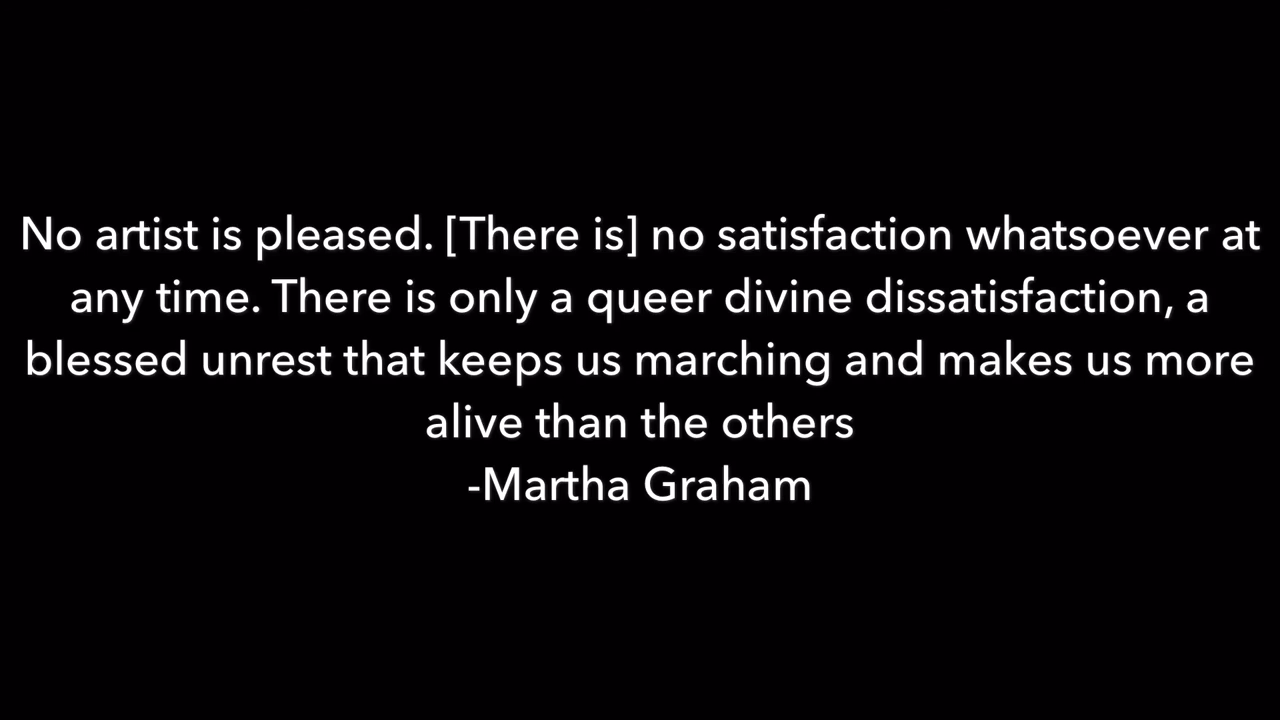 No artist is pleased. [There is] no satisfaction whatsoever at
any time. There is only a queer divine dissatisfaction, a
blessed unrest that keeps us marching and makes us more
alive than the others
-Martha Graham